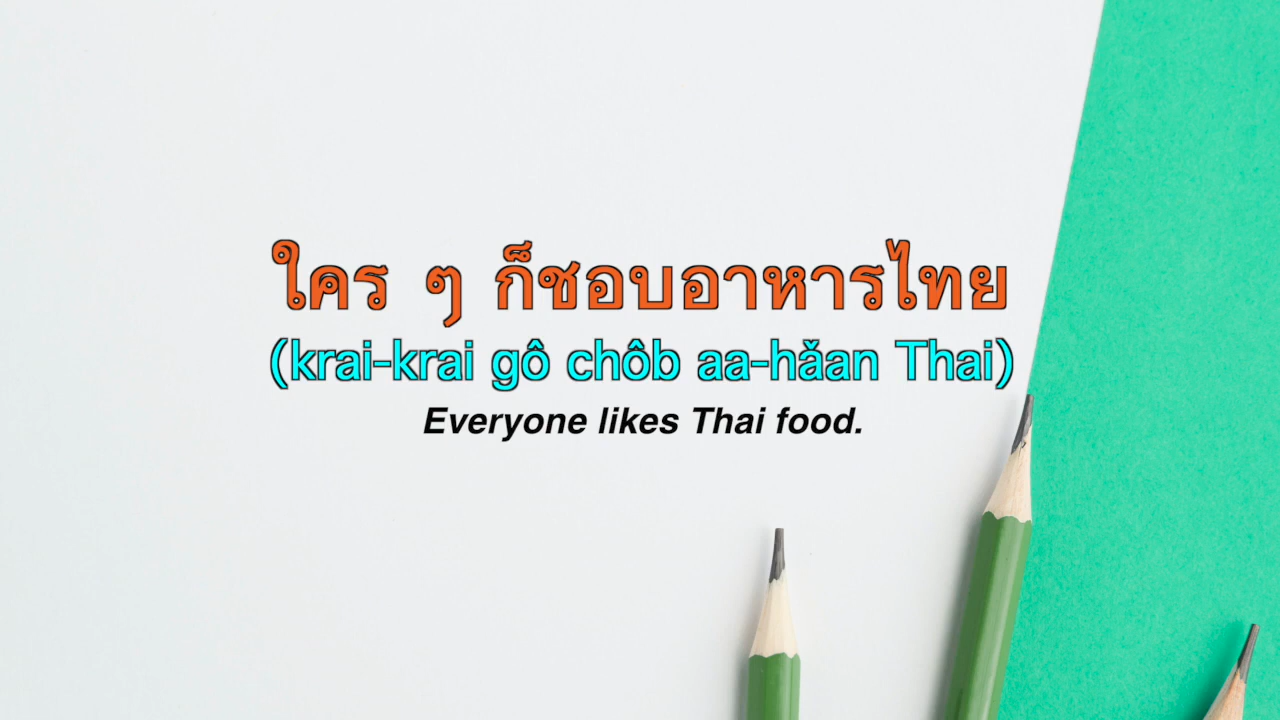 ใคร ๆ ก็ชอบอาหารไทย
(krai-krai gô chôb aa-hǎan Thai)
Everyone likes Thai food.